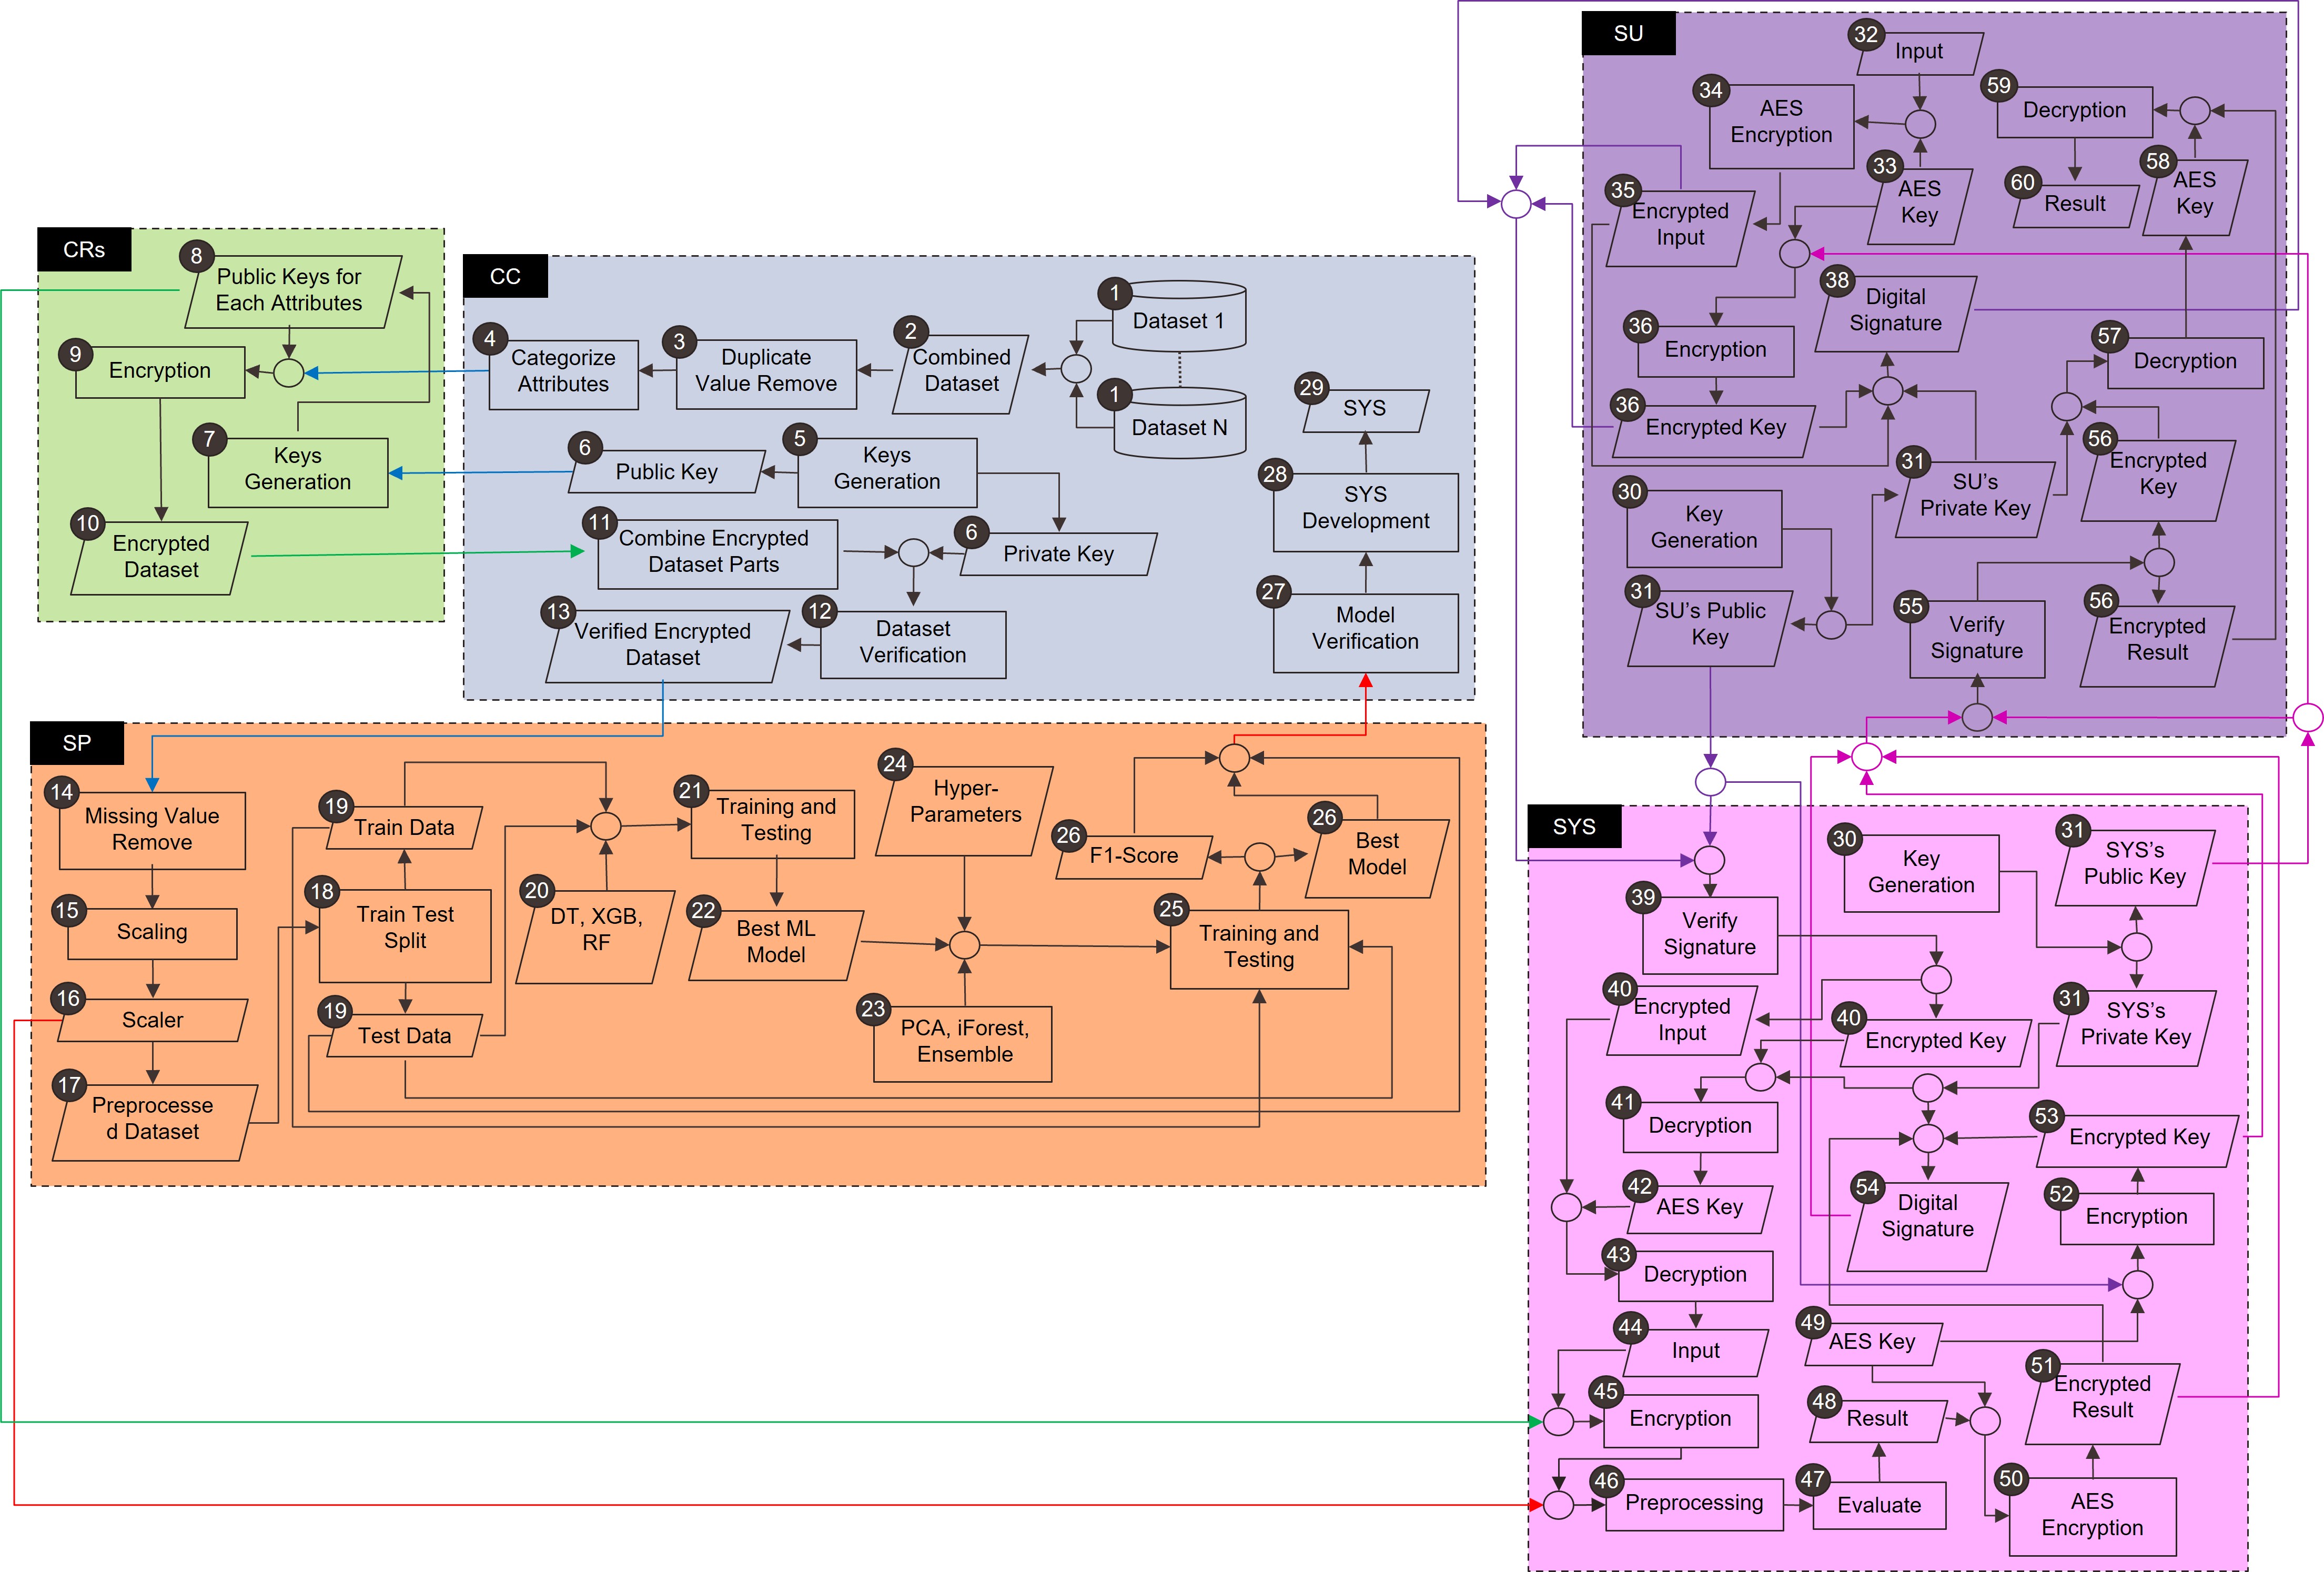 CRs
8
Public Keys for
Each Attributes
9
Encryption
7
Keys
Generation
10
Encrypted
Dataset
CC
1
Dataset 1
1
Dataset N
2
Combined
Dataset
3
Duplicate
Value Remove
4
Categorize
Attributes
5
Keys
Generation
6
Public Key
6
Private Key
11
Combine Encrypted
Dataset Parts
12
Dataset
Verification
13
Verified Encrypted
Dataset
29
SYS
28
SYS
Development
27
Model
Verification
SP
14
Missing Value
Remove
15
Scaling
16
Scaler
17
Preprocesse
d Dataset
18
Train Test
Split
19
Train Data
19
Test Data
20
DT, XGB,
RF
21
Training and
Testing
22
Best ML
Model
23
PCA, iForest,
Ensemble
24
Hyper-
Parameters
25
Training and
Testing
26
F1-Score
26
Best
Model
SU
32
Input
34
AES
Encryption
33
AES
Key
35
Encrypted
Input
36
Encryption
36
Encrypted Key
38
Digital
Signature
30
Key
Generation
31
SU's
Private Key
31
SU's Public
Key
59
Decryption
60
Result
58
AES
Key
57
Decryption
56
Encrypted
Key
56
Encrypted
Result
55
Verify
Signature
SYS
30
Key
Generation
31
SYS's
Public Key
31
SYS's
Private Key
39
Verify
Signature
40
Encrypted
Input
40
Encrypted Key
41
Decryption
42
AES Key
43
Decryption
44
Input
45
Encryption
46
Preprocessing
47
Evaluate
48
Result
49
AES Key
50
AES
Encryption
51
Encrypted
Result
52
Encryption
53
Encrypted Key
54
Digital
Signature